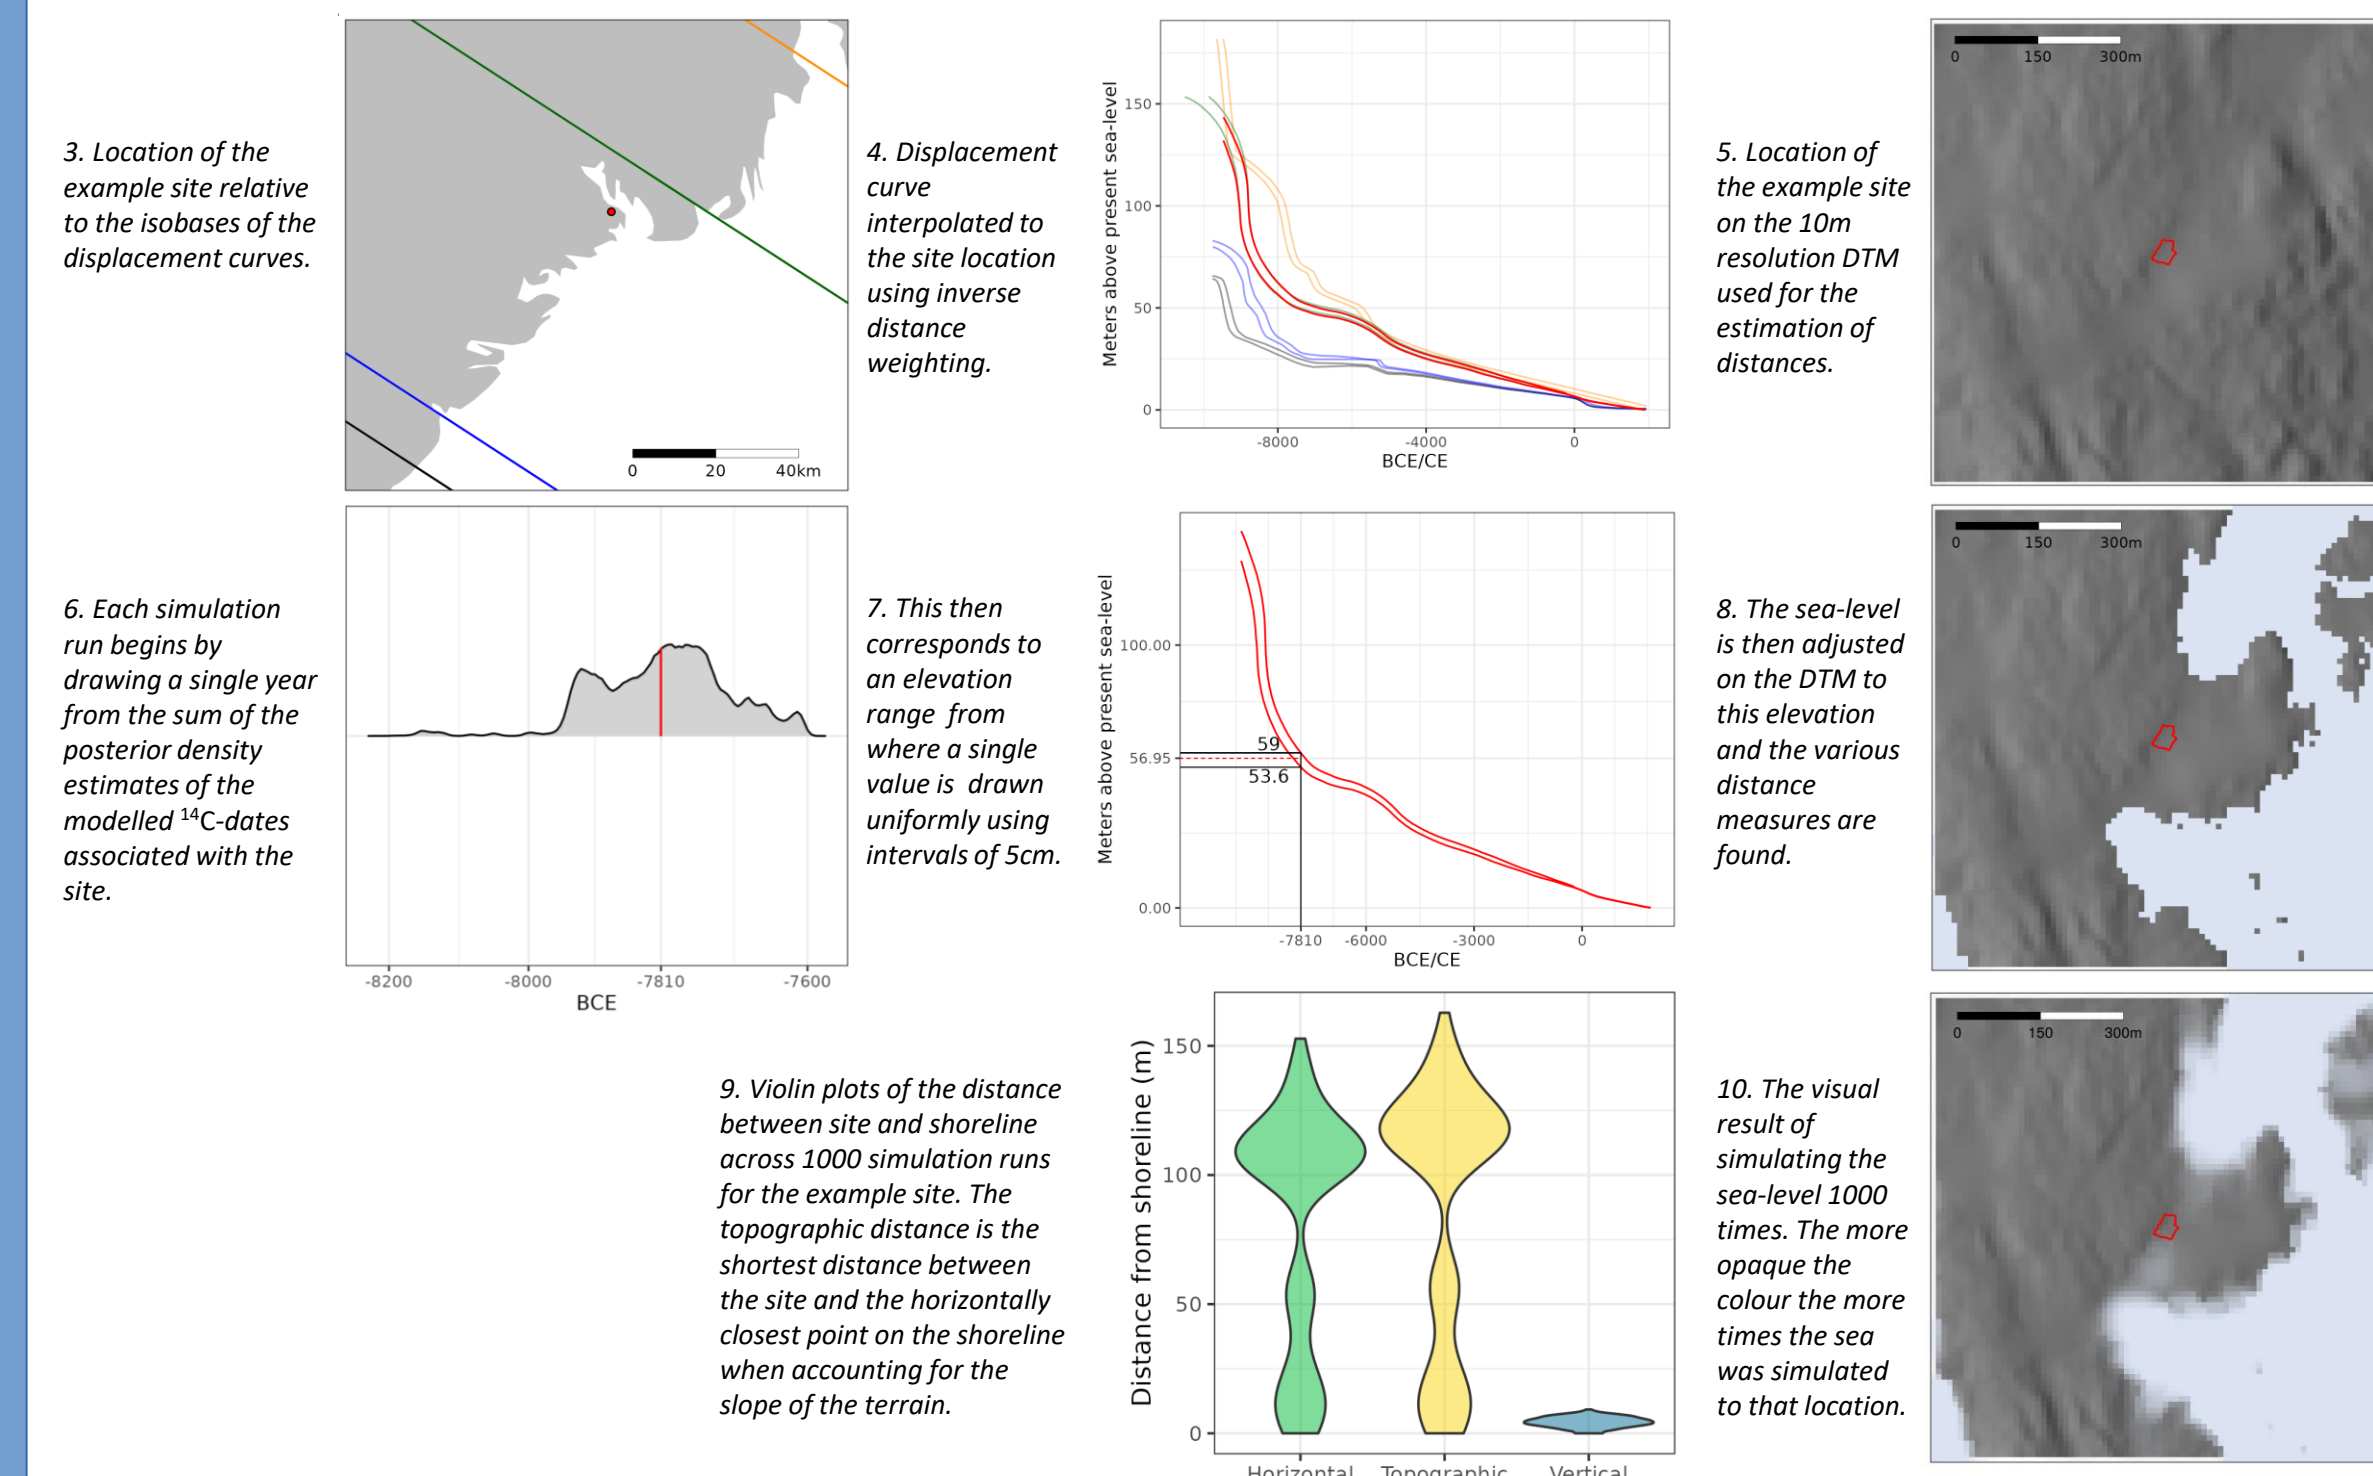 3. Location of the
example site relative
to the isobases of the
displacement curves.
0 20 40km
4. Displacement
curve
interpolated to
the site location
using inverse
distance
weighting.
Meters above present sea-level
150
100
50
0
-8000 -4000 0
BCE/CE
5. Location of
the example site
on the 10m
resolution DTM
used for the
estimation of
distances.
0 150 300m
6. Each simulation
run begins by
drawing a single year
from the sum of the
posterior density
estimates of the
modelled ¹⁴C-dates
associated with the
site.
-8200 -8000 -7810 -7600
BCE
7. This then
corresponds to
an elevation
range from
where a single
value is drawn
uniformly using
intervals of 5cm.
Meters above present sea-level
100.00
56.95
0.00
59
53.6
-7810 -6000 -3000 0
BCE/CE
8. The sea-level
is then adjusted
on the DTM to
this elevation
and the various
distance
measures are
found.
0 150 300m
9. Violin plots of the distance
between site and shoreline
across 1000 simulation runs
for the example site. The
topographic distance is the
shortest distance between
the site and the horizontally
closest point on the shoreline
when accounting for the
slope of the terrain.
Distance from shoreline (m)
150
100
50
0
Horizontal Topographic Vertical
10. The visual
result of
simulating the
sea-level 1000
times. The more
opaque the
colour the more
times the sea
was simulated
to that location.
0 150 300m